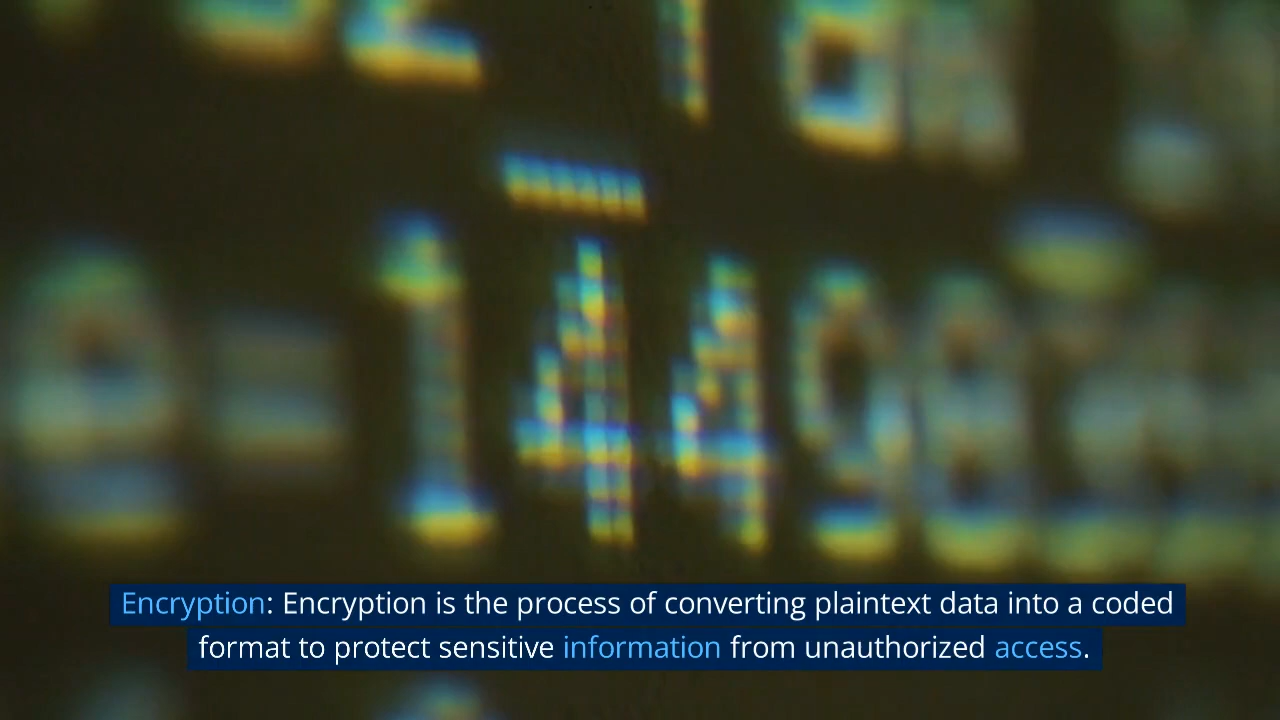 =14498
Encryption: Encryption is the process of converting plaintext data into a coded
format to protect sensitive information from unauthorized access.